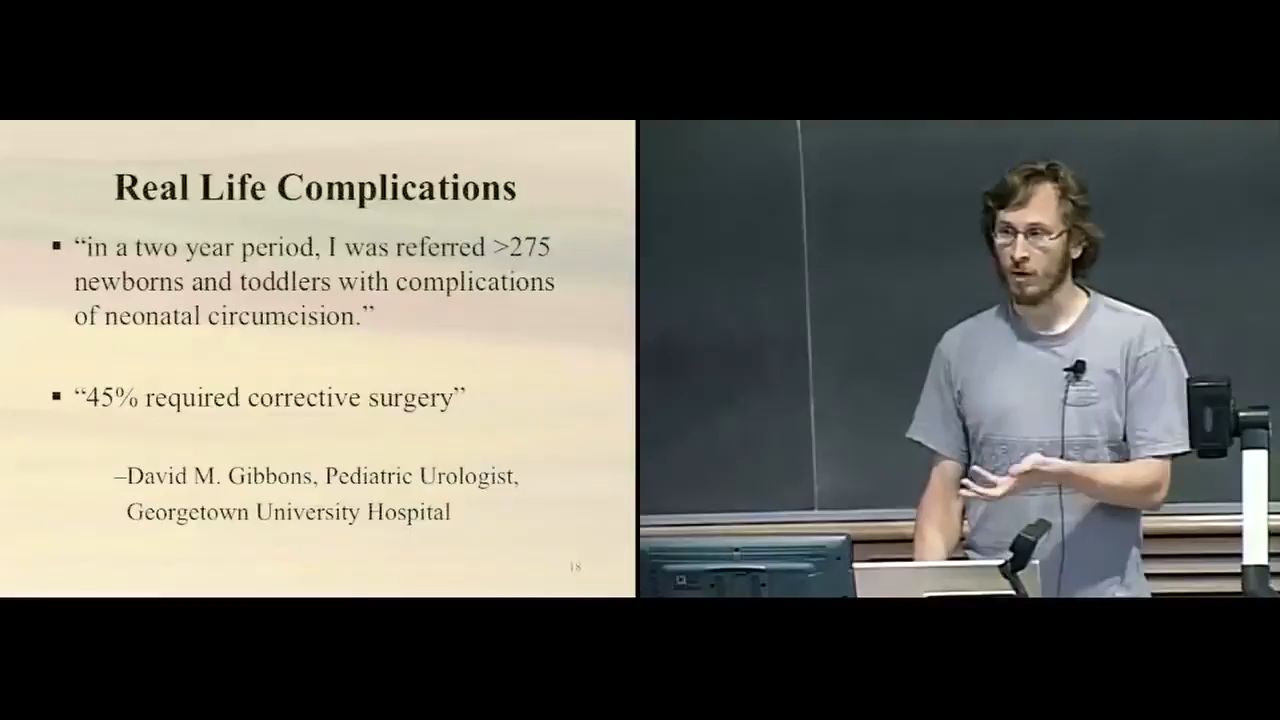 Real Life Complications
▪ “in a two year period, I was referred >275
newborns and toddlers with complications
of neonatal circumcision.”
▪ “45% required corrective surgery”
–David M. Gibbons, Pediatric Urologist,
Georgetown University Hospital
18